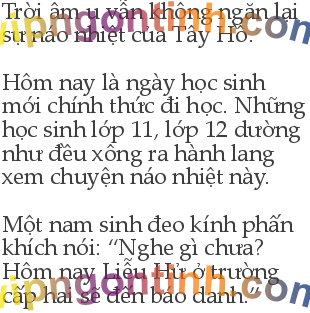 Trời âm u vẫn không ngăn lại
sự náo nhiệt của Tây Hồ.
Hôm nay là ngày học sinh
mới chính thức đi học. Những
học sinh lớp 11, lớp 12 dường
như đều xông ra hành lang
xem chuyện náo nhiệt này.
Một nam sinh đeo kính phấn
khích nói: “Nghe gì chưa?
Hôm nay Liễu Hử ở trường
cấp hai sẽ đến báo danh.“
vipngontinh.com
vipngontinh.com